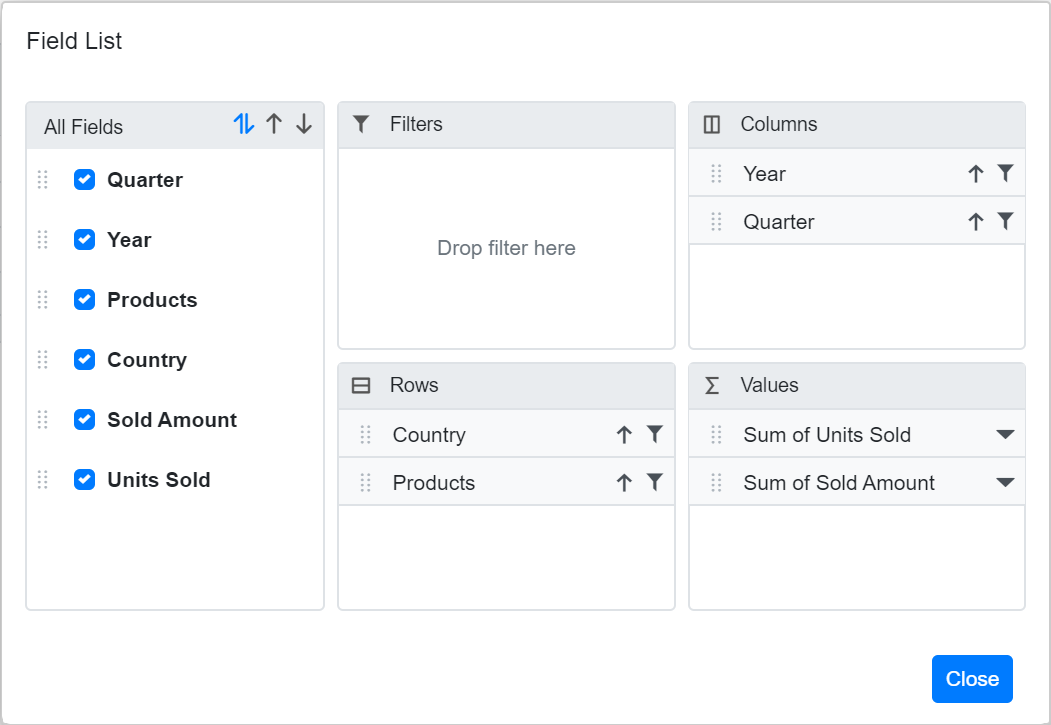 Field List
All Fields
Quarter
Year
Products
Country
Sold Amount
Units Sold
Filters
Drop filter here
Columns
Year
Quarter
Rows
Country
Products
Values
Sum of Units Sold
Sum of Sold Amount
Close